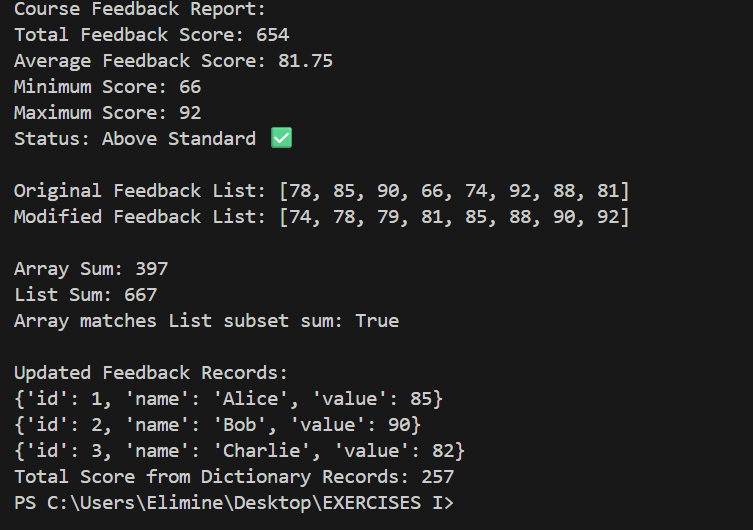 Course Feedback Report:
Total Feedback Score: 654
Average Feedback Score: 81.75
Minimum Score: 66
Maximum Score: 92
Status: Above Standard ✅
Original Feedback List: [78, 85, 90, 66, 74, 92, 88, 81]
Modified Feedback List: [74, 78, 79, 81, 85, 88, 90, 92]
Array Sum: 397
List Sum: 667
Array matches List subset sum: True
Updated Feedback Records:
{'id': 1, 'name': 'Alice', 'value': 85}
{'id': 2, 'name': 'Bob', 'value': 90}
{'id': 3, 'name': 'Charlie', 'value': 82}
Total Score from Dictionary Records: 257
PS C:\Users\Elimine\Desktop\EXERCISES I>